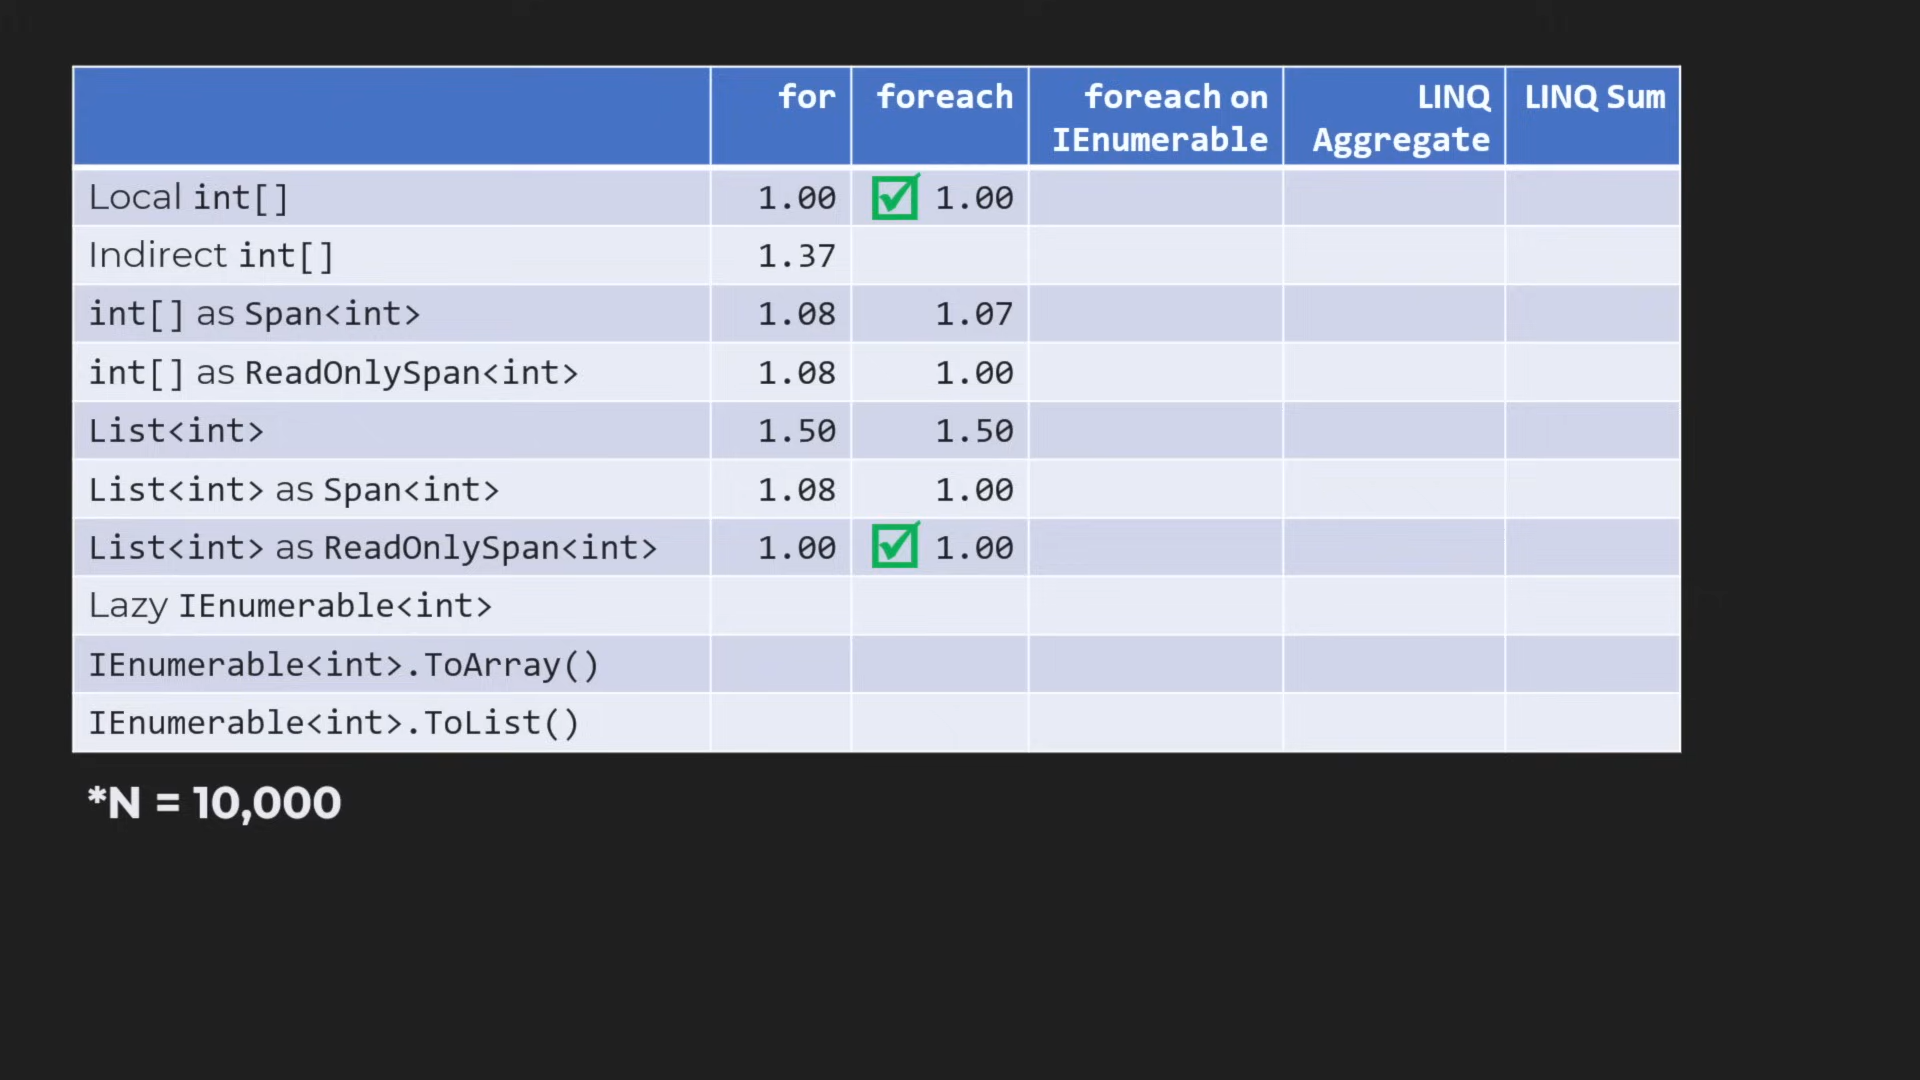 for foreach foreach on IEnumerable LINQ Aggregate LINQ Sum
Local int[] 1.00 ☑ 1.00
Indirect int[] 1.37
int[] as Span<int> 1.08 1.07
int[] as ReadOnlySpan<int> 1.08 1.00
List<int> 1.50 1.50
List<int> as Span<int> 1.08 1.00
List<int> as ReadOnlySpan<int> 1.00 ☑ 1.00
Lazy IEnumerable<int>
IEnumerable<int>.ToArray()
IEnumerable<int>.ToList()
*N = 10,000